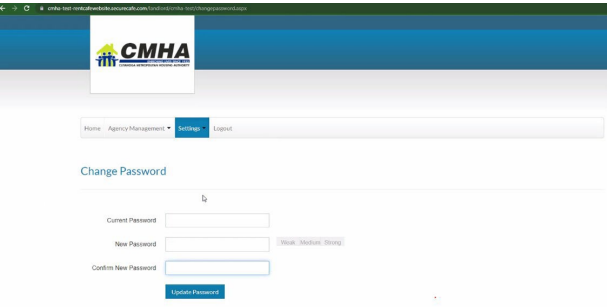 cmha-test-rentcafewebsite.securecafe.com/landlord/cmha-test/changepassword.aspx
CMHA
Home Agency Management Settings Logout
Change Password
Current Password
New Password Weak Medium Strong
Confirm New Password
Update Password